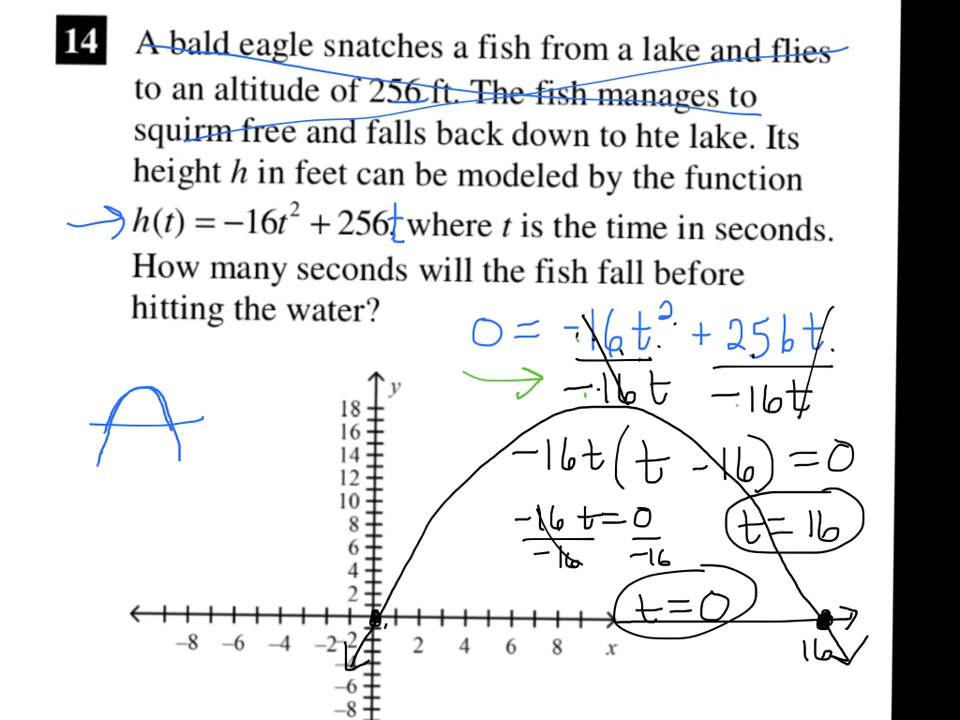 14 A bald eagle snatches a fish from a lake and flies
to an altitude of 256 ft. The fish manages to
squirm free and falls back down to hte lake. Its
height h in feet can be modeled by the function
h(t) = −16t² + 256t where t is the time in seconds.
How many seconds will the fish fall before
hitting the water?
0 = -16t² + 256t
-16t -16t
-16t(t - 16) = 0
-16t = 0 t = 16
-16 -16
t = 0
y
18
16
14
12
10
8
6
4
2
−8 −6 −4 −2 2 4 6 8 x 16
−2
−6
−8